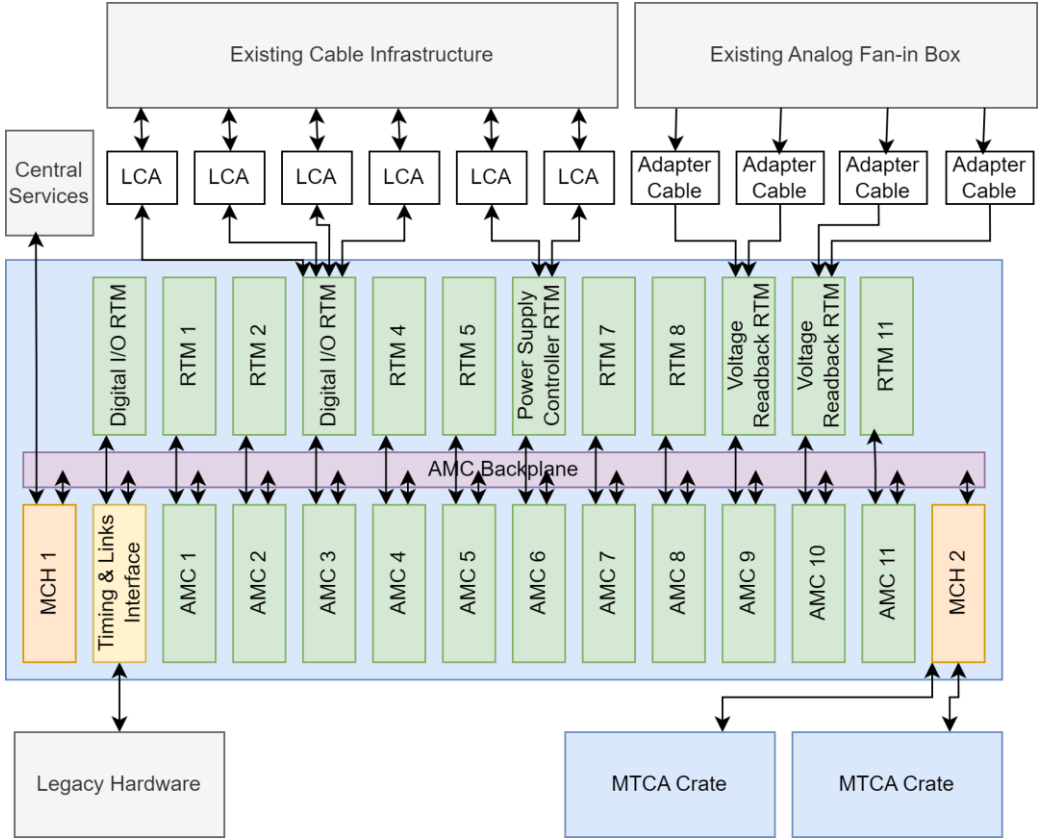 Existing Cable Infrastructure
Existing Analog Fan-in Box
Central
Services
LCA
LCA
LCA
LCA
LCA
LCA
Adapter
Cable
Adapter
Cable
Adapter
Cable
Adapter
Cable
Digital I/O RTM
RTM 1
RTM 2
Digital I/O RTM
RTM 4
RTM 5
Power Supply
Controller RTM
RTM 7
RTM 8
Voltage
Readback RTM
Voltage
Readback RTM
RTM 11
AMC Backplane
MCH 1
Timing & Links
Interface
AMC 1
AMC 2
AMC 3
AMC 4
AMC 5
AMC 6
AMC 7
AMC 8
AMC 9
AMC 10
AMC 11
MCH 2
Legacy Hardware
MTCA Crate
MTCA Crate